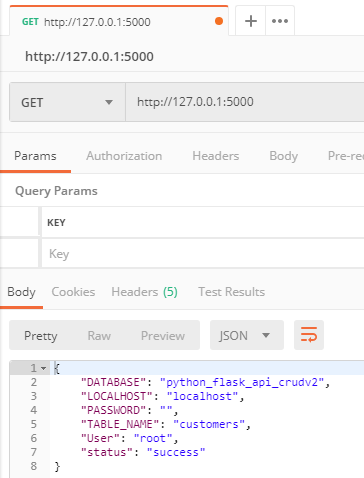 GET http://127.0.0.1:5000
http://127.0.0.1:5000
GET http://127.0.0.1:5000
Params Authorization Headers Body Pre-re
Query Params
KEY
Key
Body Cookies Headers (5) Test Results
Pretty Raw Preview JSON
1 {
2 "DATABASE": "python_flask_api_crudv2",
3 "LOCALHOST": "localhost",
4 "PASSWORD": "",
5 "TABLE_NAME": "customers",
6 "User": "root",
7 "status": "success"
8 }